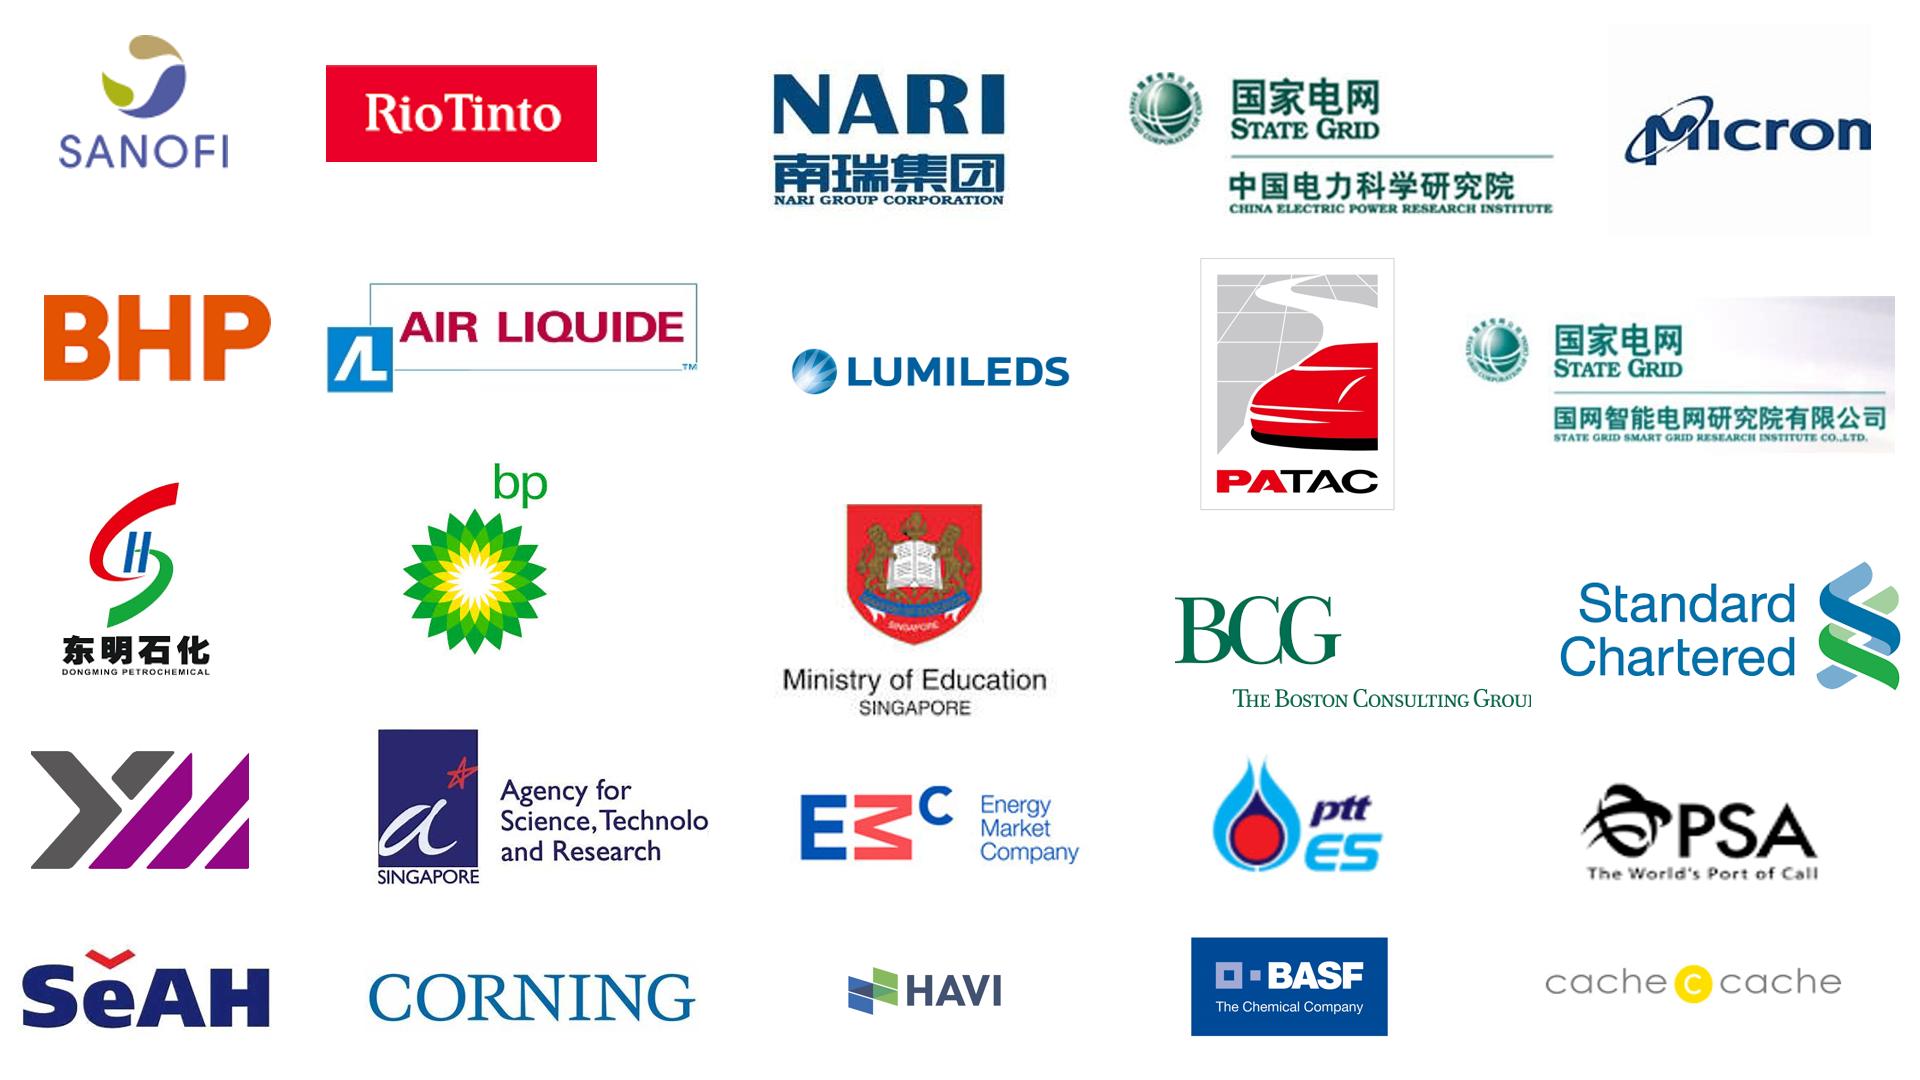 SANOFI
RioTinto
NARI
南瑞集团
NARI GROUP CORPORATION
国家电网
STATE GRID
中国电力科学研究院
CHINA ELECTRIC POWER RESEARCH INSTITUTE
Micron
BHP
AL
AIR LIQUIDE
TM
LUMILEDS
PATAC
国家电网
STATE GRID
国网智能电网研究院有限公司
STATE GRID SMART GRID RESEARCH INSTITUTE CO.,LTD.
H
东明石化
DONGMING PETROCHEMICAL
bp
SINGAPORE
Ministry of Education
SINGAPORE
BCG
THE BOSTON CONSULTING GROU
Standard
Chartered
YM
a
SINGAPORE
Agency for
Science, Technolo
and Research
EMC
Energy
Market
Company
ptt
ES
PSA
The World's Port of Call
SeAH
CORNING
HAVI
BASF
The Chemical Company
cache c cache